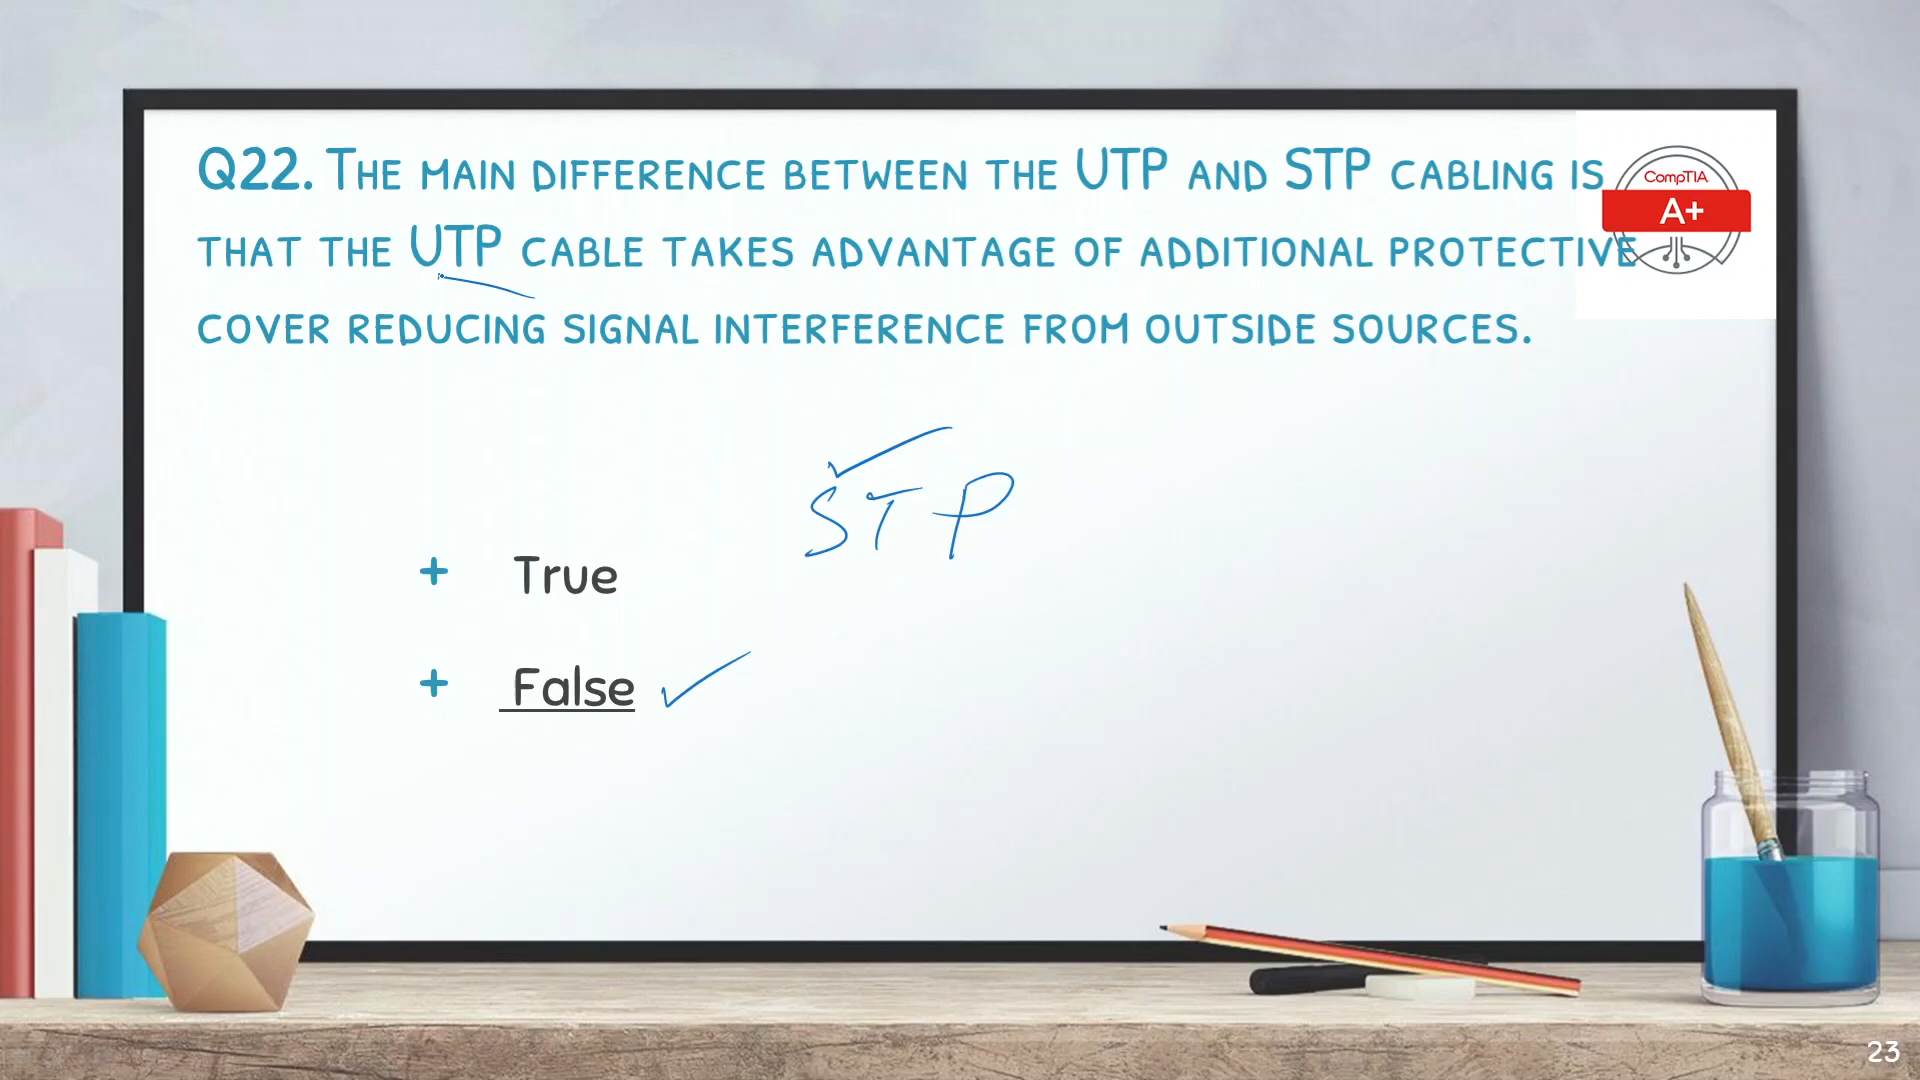 Q22. The main difference between the UTP and STP cabling is
that the UTP cable takes advantage of additional protective
cover reducing signal interference from outside sources.
CompTIA
A+
STP
+ True
+ False
23